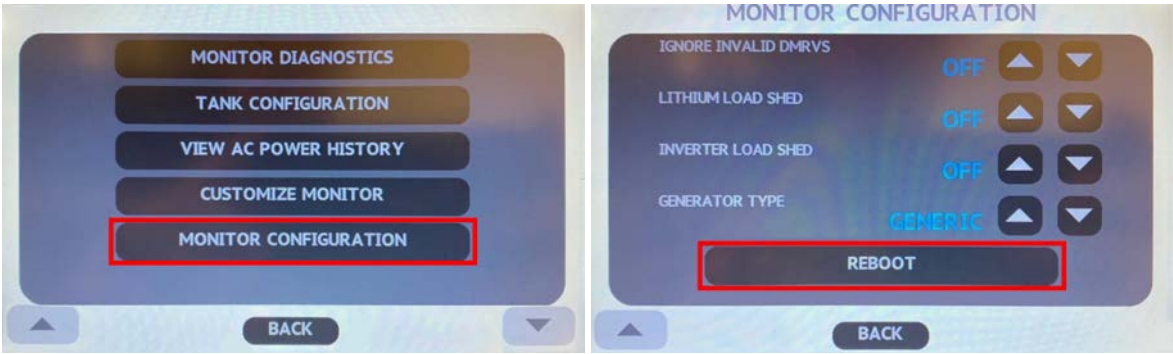 MONITOR DIAGNOSTICS
TANK CONFIGURATION
VIEW AC POWER HISTORY
CUSTOMIZE MONITOR
MONITOR CONFIGURATION
BACK
MONITOR CONFIGURATION
IGNORE INVALID DMRVS
OFF
LITHIUM LOAD SHED
OFF
INVERTER LOAD SHED
OFF
GENERATOR TYPE
GENERIC
REBOOT
BACK